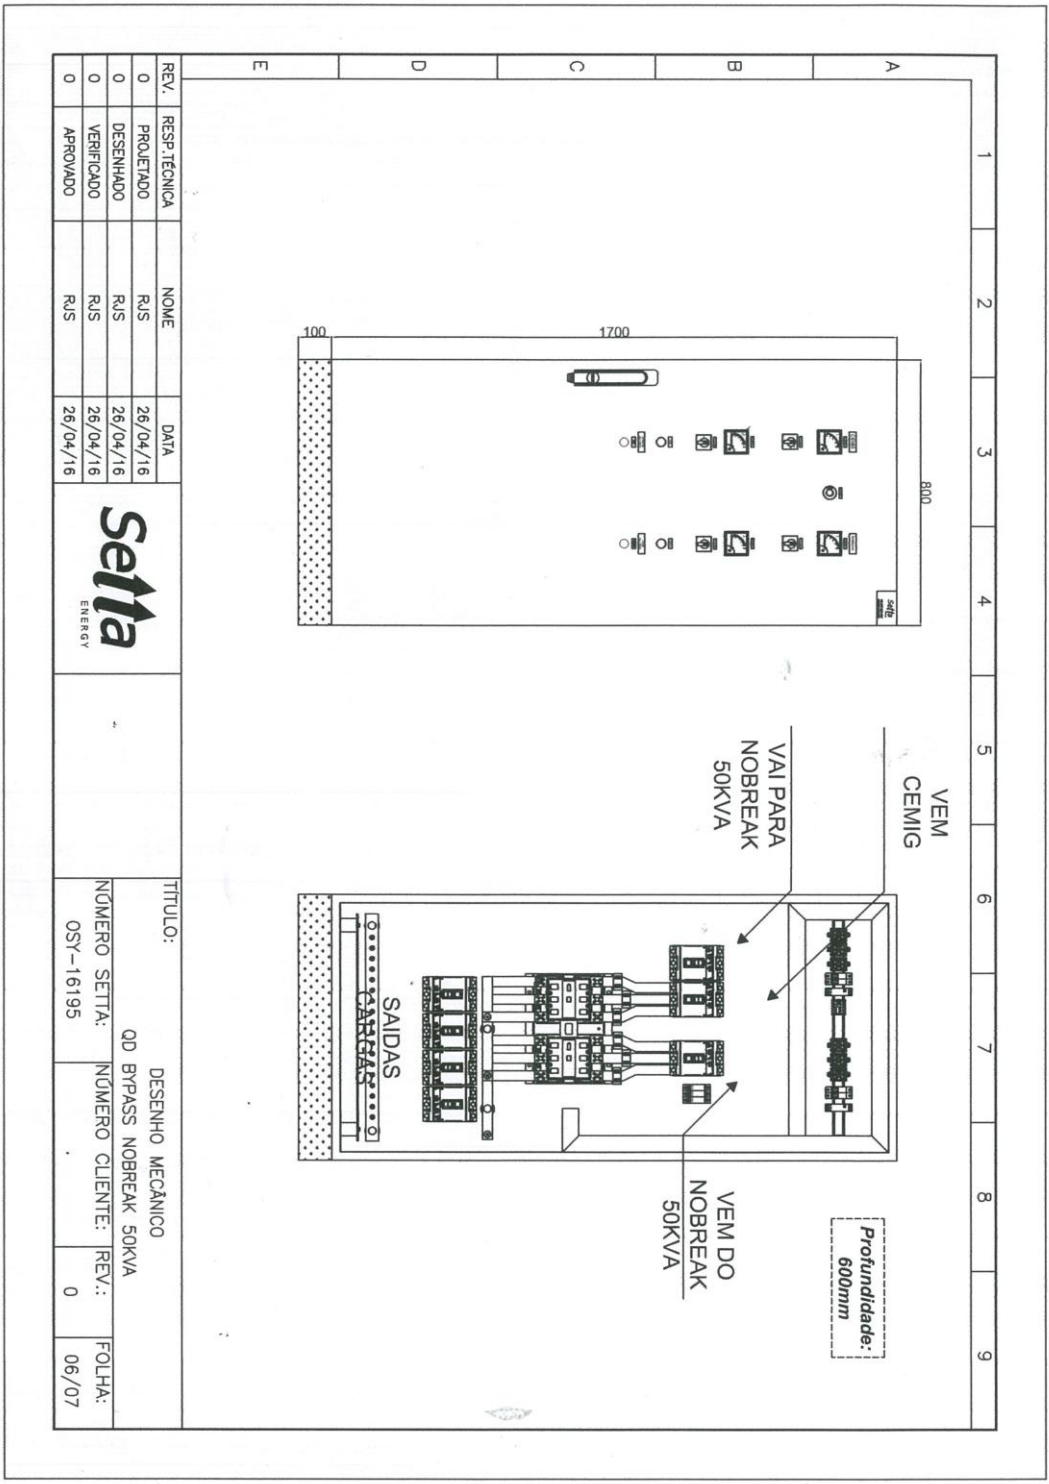 1
2
3
4
5
6
7
8
9
A
B
C
D
E
800
1700
100
Setta
VEM
CEMIG
VAI PARA
NOBREAK
50KVA
VEM DO
NOBREAK
50KVA
Profundidade:
600mm
SAIDAS
CARGAS
REV. RESP.TÉCNICA NOME DATA
0 PROJETADO RJS 26/04/16
0 DESENHADO RJS 26/04/16
0 VERIFICADO RJS 26/04/16
0 APROVADO RJS 26/04/16
Setta
ENERGY
TÍTULO:
DESENHO MECÂNICO
QD BYPASS NOBREAK 50KVA
NÚMERO SETTA: NÚMERO CLIENTE: REV.: FOLHA:
OSY-16195 . 0 06/07